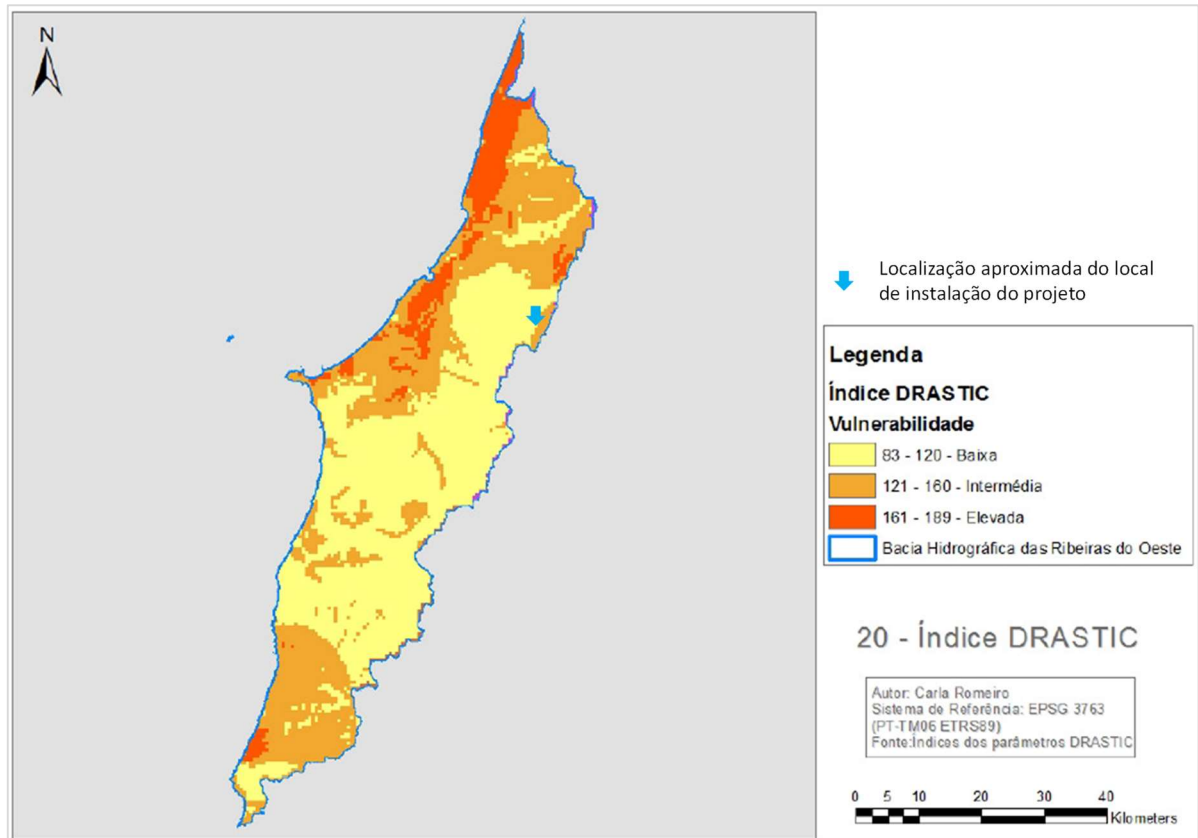 N
Localização aproximada do local
de instalação do projeto
Legenda
Índice DRASTIC
Vulnerabilidade
83 - 120 - Baixa
121 - 160 - Intermédia
161 - 189 - Elevada
Bacia Hidrográfica das Ribeiras do Oeste
20 - Índice DRASTIC
Autor: Carla Romeiro
Sistema de Referência: EPSG 3763
(PT-TM06 ETRS89)
Fonte:Índices dos parâmetros DRASTIC
0 5 10 20 30 40
Kilometers